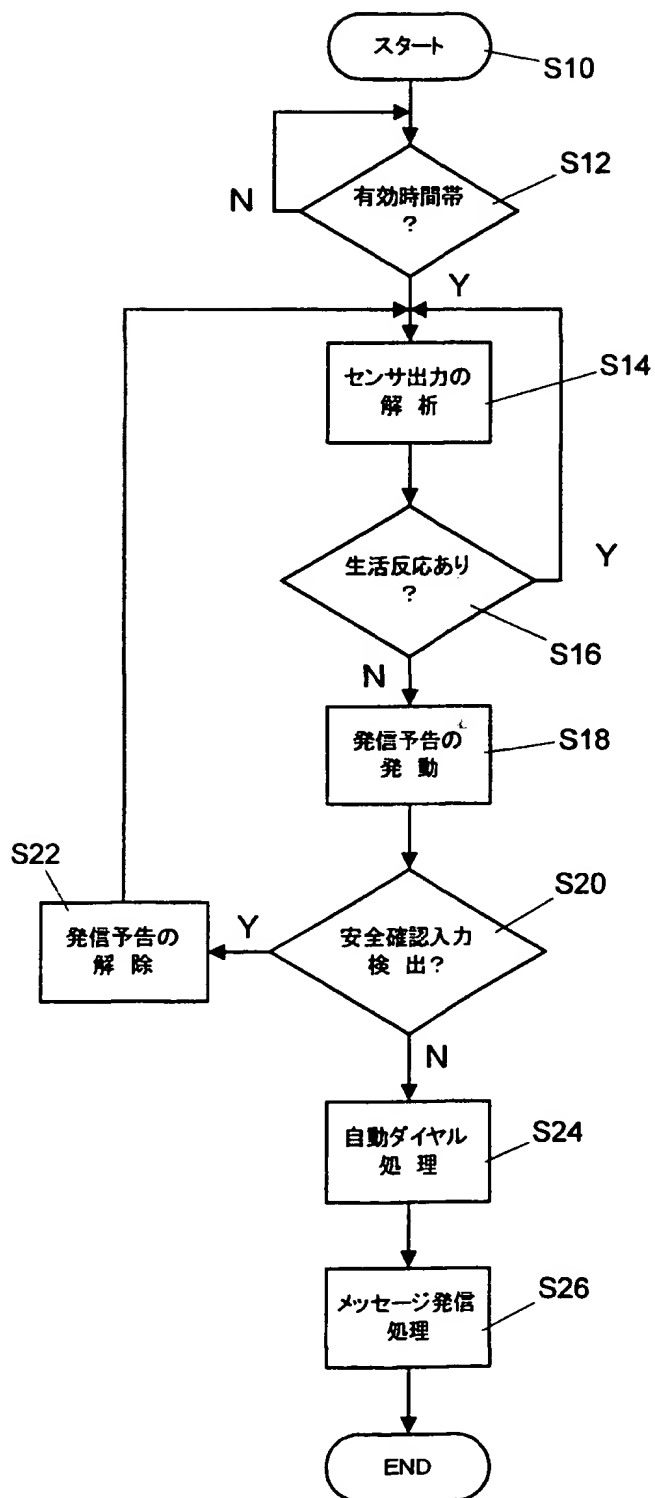 スタート
S10
S12
有効時間帯
?
N
Y
センサ出力の
解 析
S14
生活反応あり
?
Y
S16
N
発信予告の
発 動
S18
S22
S20
発信予告の
解 除
Y
安全確認入力
検 出?
N
自動ダイヤル
処 理
S24
メッセージ発信
処理
S26
END